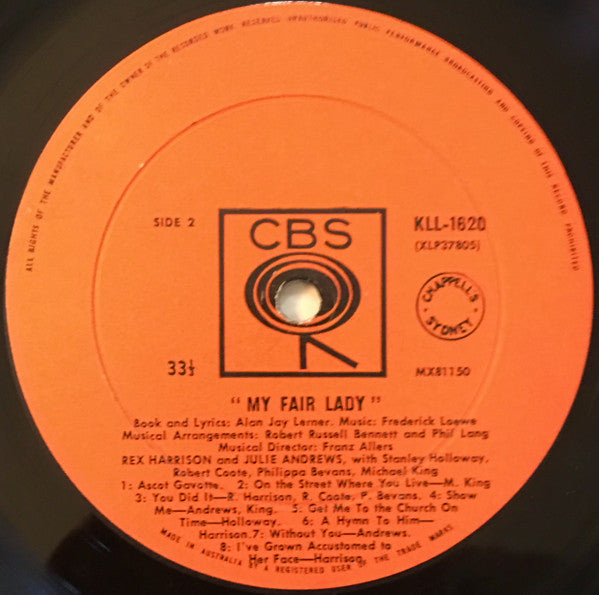 ALL RIGHTS OF THE MANUFACTURER AND OF THE OWNER OF THE RECORDED WORK RESERVED UNAUTHORISED PUBLIC PERFORMANCE BROADCASTING AND COPYING OF THIS RECORD PROHIBITED
SIDE 2
CBS
KLL-1620
(XLP37805)
CHAPPELLS
SYDNEY
33⅓
MX81150
"MY FAIR LADY"
Book and Lyrics: Alan Jay Lerner. Music: Frederick Loewe
Musical Arrangements: Robert Russell Bennett and Phil Lang
Musical Director: Franz Allers
REX HARRISON and JULIE ANDREWS, with Stanley Holloway,
Robert Coote, Philippa Bevans, Michael King
1: Ascot Gavotte. 2: On the Street Where You Live—M. King
3: You Did It—R. Harrison, R. Coote, P. Bevans. 4: Show
Me—Andrews, King. 5: Get Me To the Church On
Time—Holloway. 6: A Hymn To Him—
Harrison. 7: Without You—Andrews.
8: I've Grown Accustomed to
Her Face—Harrison.
MADE IN AUSTRALIA BY A REGISTERED USER OF THE TRADE MARKS